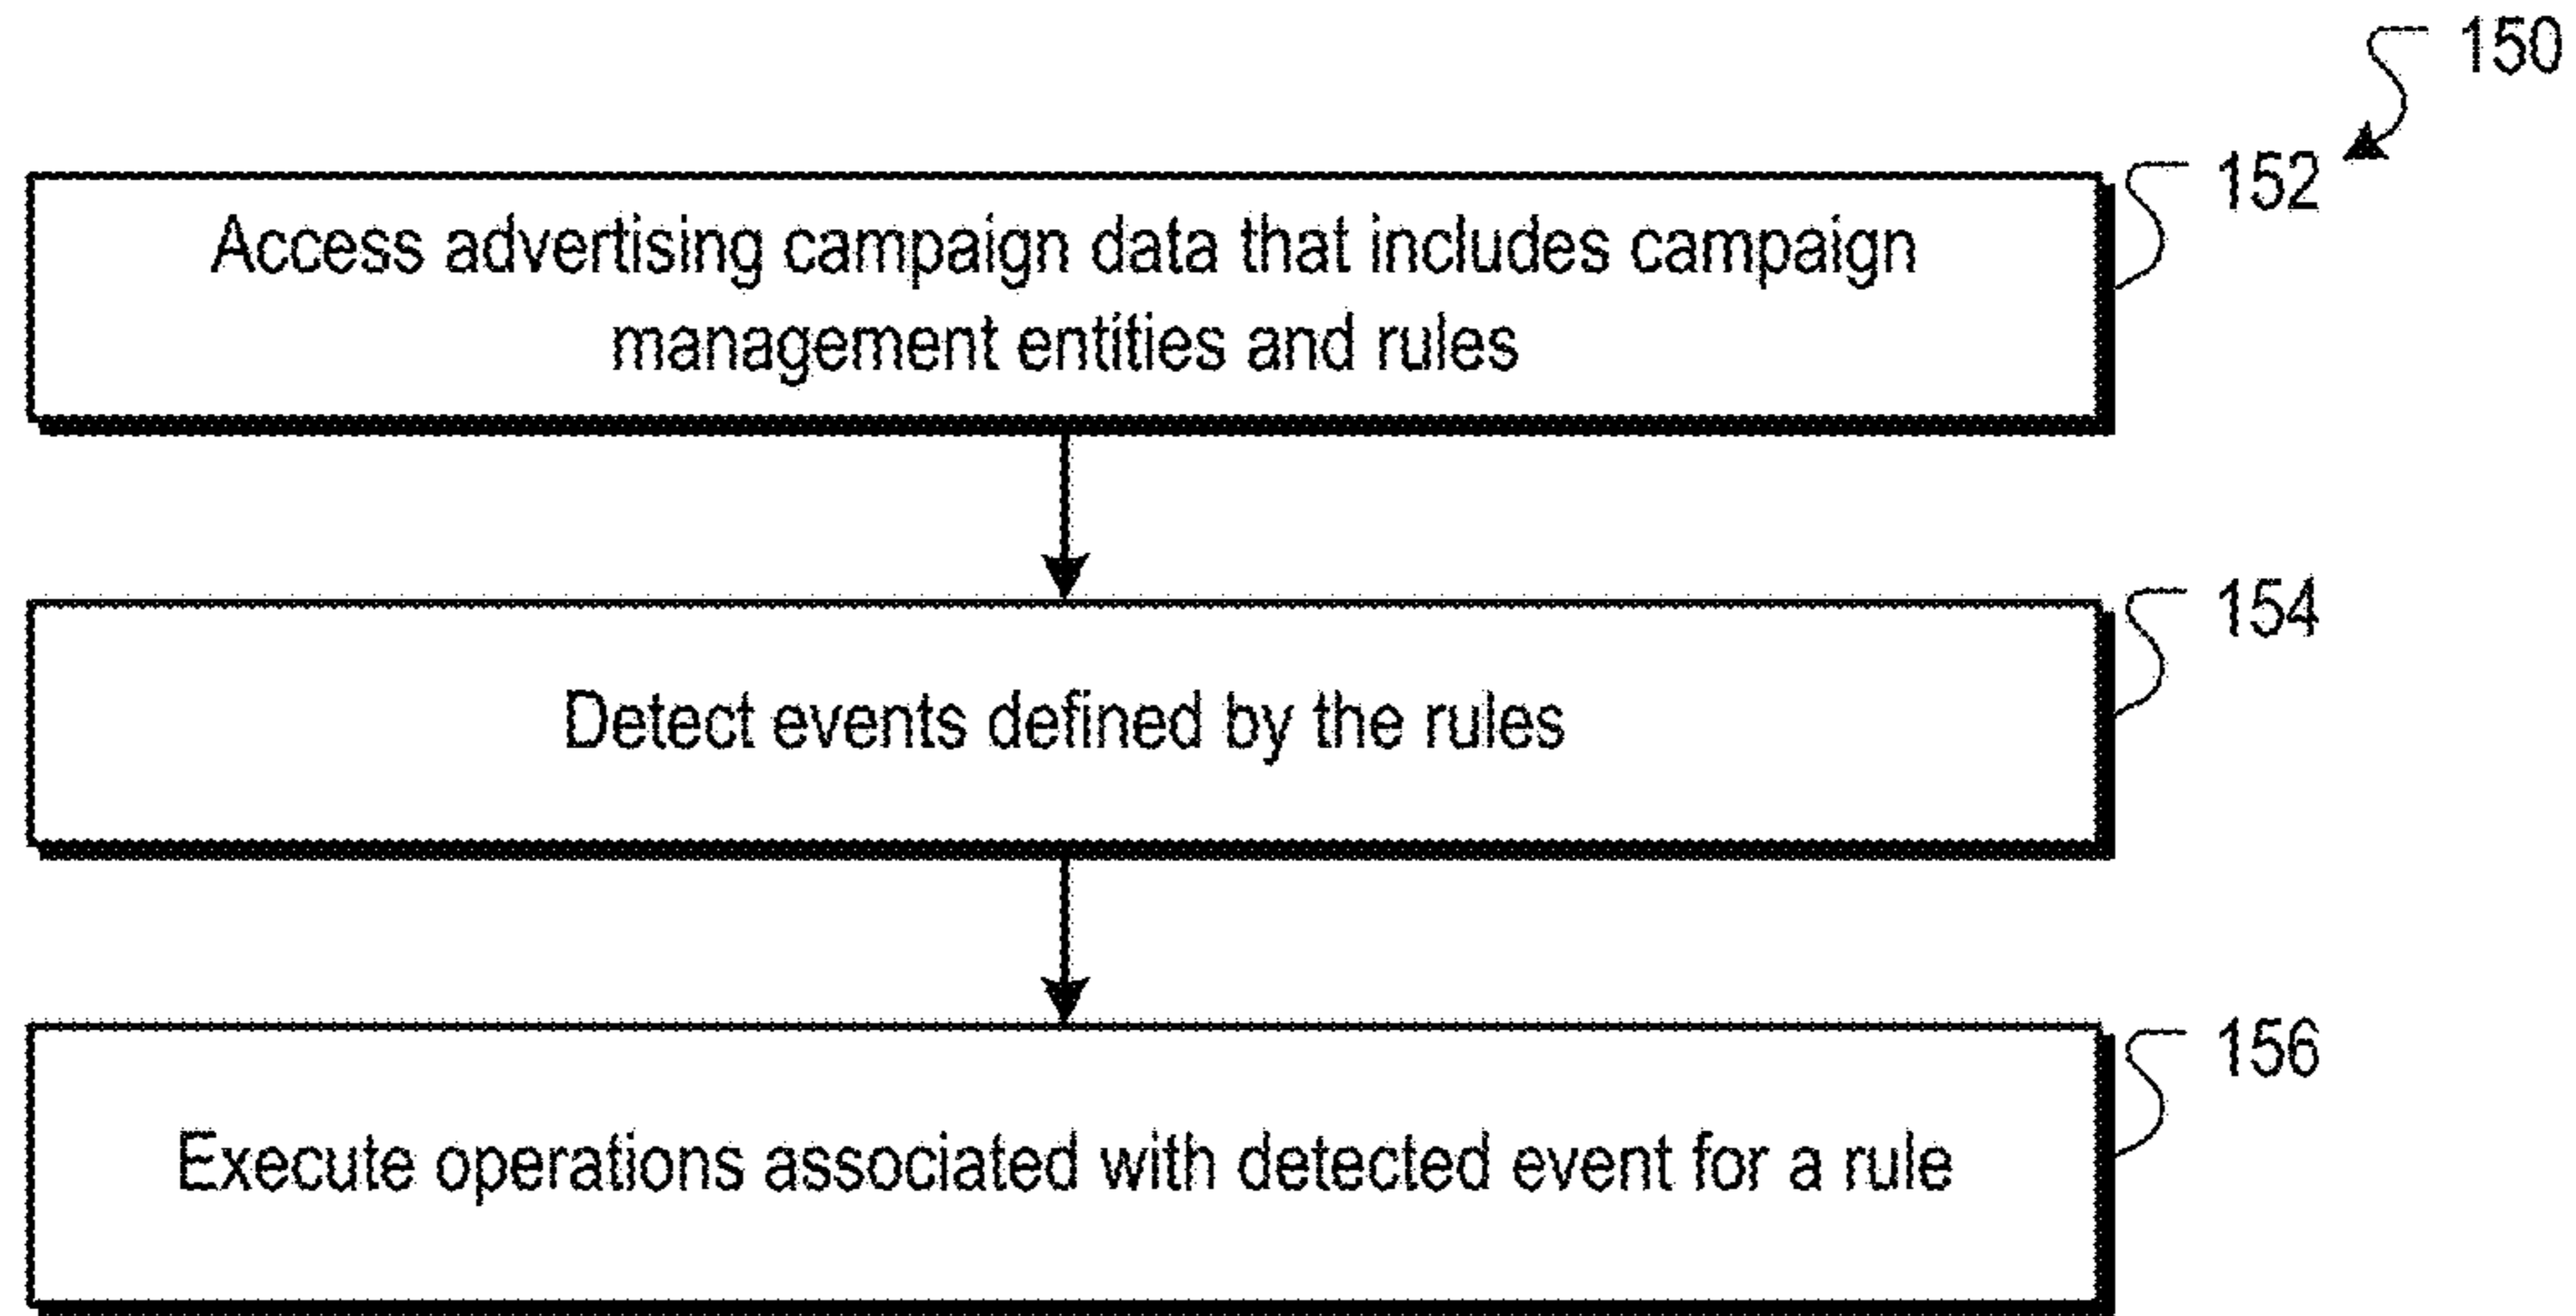 150
152
Access advertising campaign data that includes campaign
management entities and rules
154
Detect events defined by the rules
156
Execute operations associated with detected event for a rule